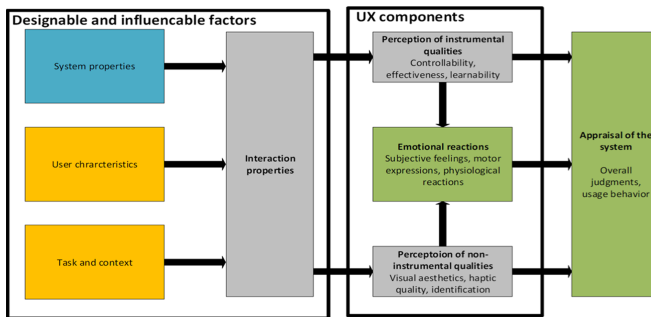 Designable and influencable factors
System properties
User chrarcteristics
Task and context
Interaction
properties
UX components
Perception of instrumental
qualities
Controllability,
effectiveness, learnability
Emotional reactions
Subjective feelings, motor
expressions, physiological
reactions
Perceptoion of non-
instrumental qualities
Visual aesthetics, haptic
quality, identification
Appraisal of the
system
Overall
judgments,
usage behavior